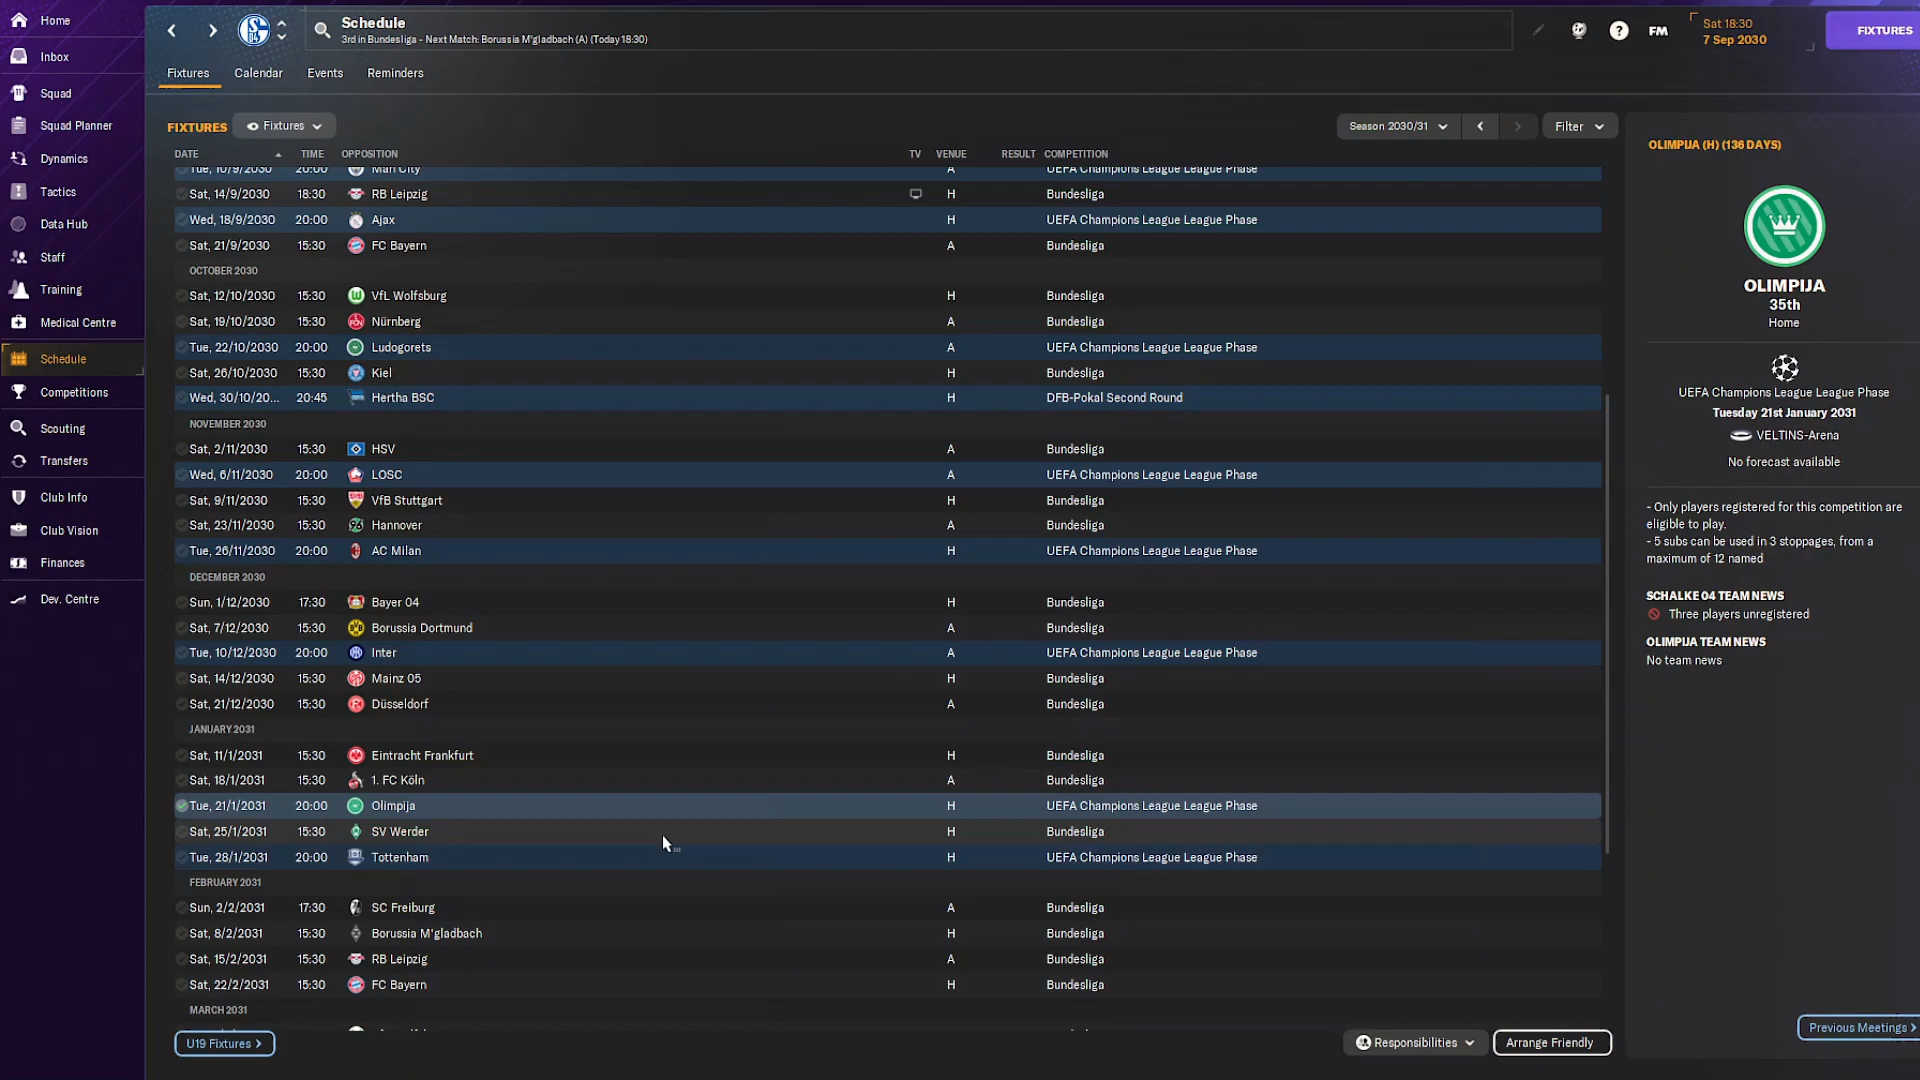 Home
Inbox
Squad
Squad Planner
Dynamics
Tactics
Data Hub
Staff
Training
Medical Centre
Schedule
Competitions
Scouting
Transfers
Club Info
Club Vision
Finances
Dev. Centre
Schedule
3rd in Bundesliga - Next Match: Borussia M'gladbach (A) (Today 18:30)
FM
Sat 18:30
7 Sep 2030
FIXTURES
Fixtures Calendar Events Reminders
FIXTURES Fixtures
Season 2030/31 Filter
DATE TIME OPPOSITION TV VENUE RESULT COMPETITION
Tue, 10/9/2030 20:00 Man City A UEFA Champions League League Phase
Sat, 14/9/2030 18:30 RB Leipzig H Bundesliga
Wed, 18/9/2030 20:00 Ajax H UEFA Champions League League Phase
Sat, 21/9/2030 15:30 FC Bayern A Bundesliga
OCTOBER 2030
Sat, 12/10/2030 15:30 VfL Wolfsburg H Bundesliga
Sat, 19/10/2030 15:30 Nürnberg A Bundesliga
Tue, 22/10/2030 20:00 Ludogorets A UEFA Champions League League Phase
Sat, 26/10/2030 15:30 Kiel H Bundesliga
Wed, 30/10/20... 20:45 Hertha BSC H DFB-Pokal Second Round
NOVEMBER 2030
Sat, 2/11/2030 15:30 HSV A Bundesliga
Wed, 6/11/2030 20:00 LOSC A UEFA Champions League League Phase
Sat, 9/11/2030 15:30 VfB Stuttgart H Bundesliga
Sat, 23/11/2030 15:30 Hannover A Bundesliga
Tue, 26/11/2030 20:00 AC Milan H UEFA Champions League League Phase
DECEMBER 2030
Sun, 1/12/2030 17:30 Bayer 04 H Bundesliga
Sat, 7/12/2030 15:30 Borussia Dortmund A Bundesliga
Tue, 10/12/2030 20:00 Inter A UEFA Champions League League Phase
Sat, 14/12/2030 15:30 Mainz 05 H Bundesliga
Sat, 21/12/2030 15:30 Düsseldorf A Bundesliga
JANUARY 2031
Sat, 11/1/2031 15:30 Eintracht Frankfurt H Bundesliga
Sat, 18/1/2031 15:30 1. FC Köln A Bundesliga
Tue, 21/1/2031 20:00 Olimpija H UEFA Champions League League Phase
Sat, 25/1/2031 15:30 SV Werder H Bundesliga
Tue, 28/1/2031 20:00 Tottenham H UEFA Champions League League Phase
FEBRUARY 2031
Sun, 2/2/2031 17:30 SC Freiburg A Bundesliga
Sat, 8/2/2031 15:30 Borussia M'gladbach H Bundesliga
Sat, 15/2/2031 15:30 RB Leipzig A Bundesliga
Sat, 22/2/2031 15:30 FC Bayern H Bundesliga
MARCH 2031
U19 Fixtures >
Responsibilities
Arrange Friendly
OLIMPIJA (H) (136 DAYS)
OLIMPIJA
35th
Home
UEFA Champions League League Phase
Tuesday 21st January 2031
VELTINS-Arena
No forecast available
- Only players registered for this competition are
eligible to play.
- 5 subs can be used in 3 stoppages, from a
maximum of 12 named
SCHALKE 04 TEAM NEWS
Three players unregistered
OLIMPIJA TEAM NEWS
No team news
Previous Meetings >